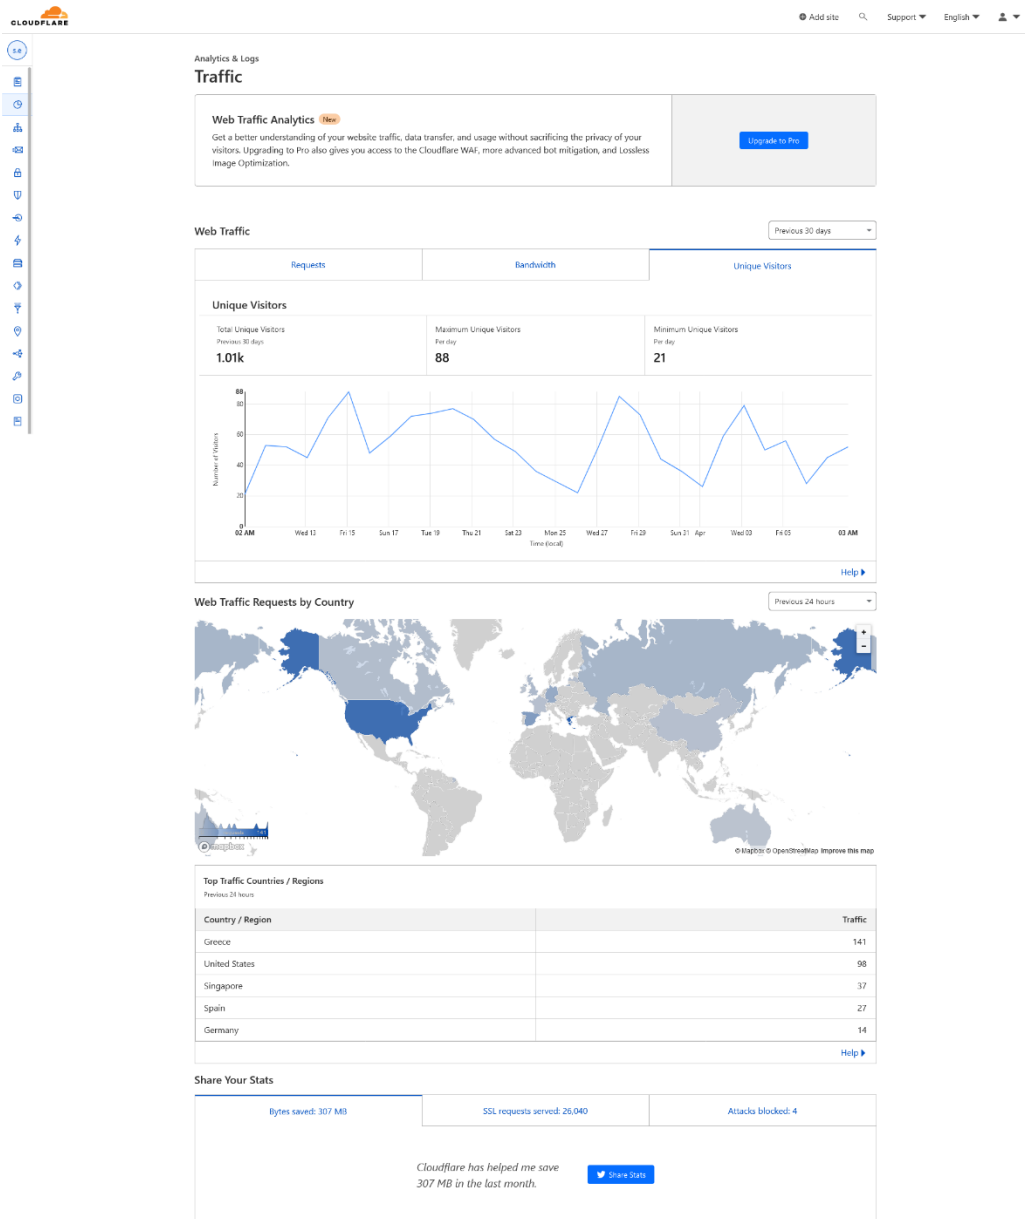 CLOUDFLARE
Add site
Support
English
Analytics & Logs
Traffic
Web Traffic Analytics New
Get a better understanding of your website traffic, data transfer, and usage without sacrificing the privacy of your
visitors. Upgrading to Pro also gives you access to the Cloudflare WAF, more advanced bot mitigation, and Lossless
Image Optimization.
Upgrade to Pro
Web Traffic
Previous 30 days
Requests
Bandwidth
Unique Visitors
Unique Visitors
Total Unique Visitors
Previous 30 days
1.01k
Maximum Unique Visitors
Per day
88
Minimum Unique Visitors
Per day
21
88
80
60
40
20
0
Number of Visitors
02 AM Wed 13 Fri 15 Sun 17 Tue 19 Thu 21 Sat 23 Mon 25 Wed 27 Fri 29 Sun 31 Apr Wed 03 Fri 05 03 AM
Time (local)
Help
Web Traffic Requests by Country
Previous 24 hours
+
−
141
mapbox
© Mapbox © OpenStreetMap Improve this map
Top Traffic Countries / Regions
Previous 24 hours
Country / Region Traffic
Greece 141
United States 98
Singapore 37
Spain 27
Germany 14
Help
Share Your Stats
Bytes saved: 307 MB
SSL requests served: 26,040
Attacks blocked: 4
Cloudflare has helped me save
307 MB in the last month.
Share Stats